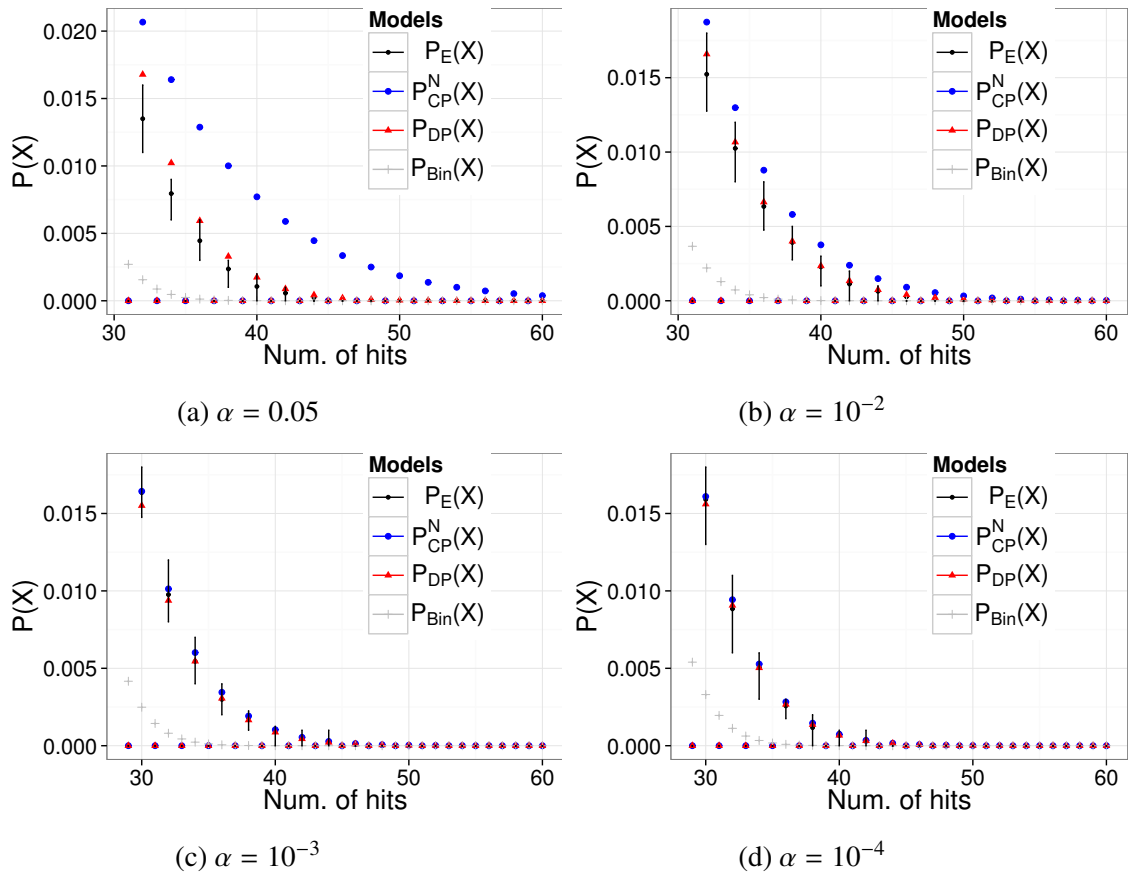 Models
P_E(X)
P^N_CP(X)
P_DP(X)
P_Bin(X)
P(X)
0.020
0.015
0.010
0.005
0.000
30 40 50 60
Num. of hits
(a) α = 0.05
Models
P_E(X)
P^N_CP(X)
P_DP(X)
P_Bin(X)
P(X)
0.015
0.010
0.005
0.000
30 40 50 60
Num. of hits
(b) α = 10⁻²
Models
P_E(X)
P^N_CP(X)
P_DP(X)
P_Bin(X)
P(X)
0.015
0.010
0.005
0.000
30 40 50 60
Num. of hits
(c) α = 10⁻³
Models
P_E(X)
P^N_CP(X)
P_DP(X)
P_Bin(X)
P(X)
0.015
0.010
0.005
0.000
30 40 50 60
Num. of hits
(d) α = 10⁻⁴